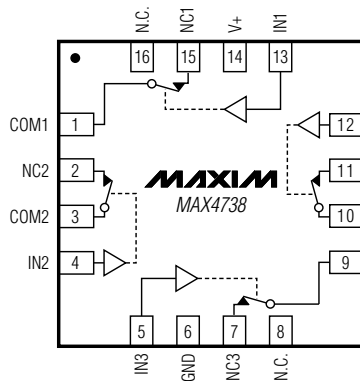 N.C.
NC1
V+
IN1
16
15
14
13
COM1
1
12
NC2
2
11
MAXIM
MAX4738
COM2
3
10
IN2
4
9
5
6
7
8
IN3
GND
NC3
N.C.